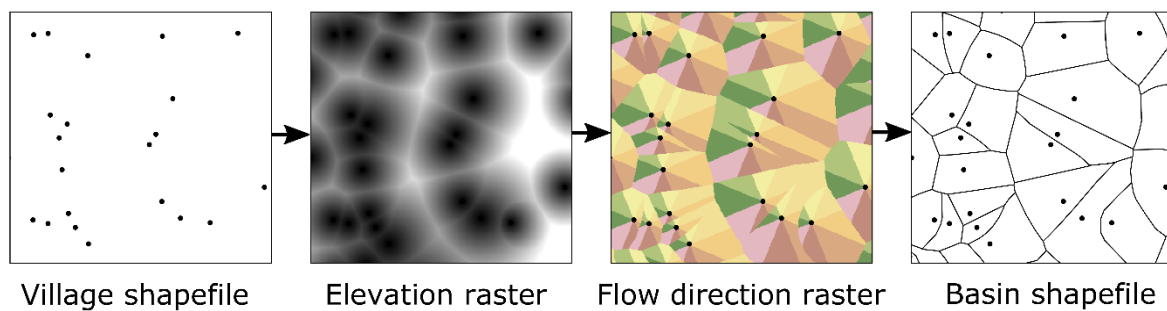 Village shapefile
Elevation raster
Flow direction raster
Basin shapefile